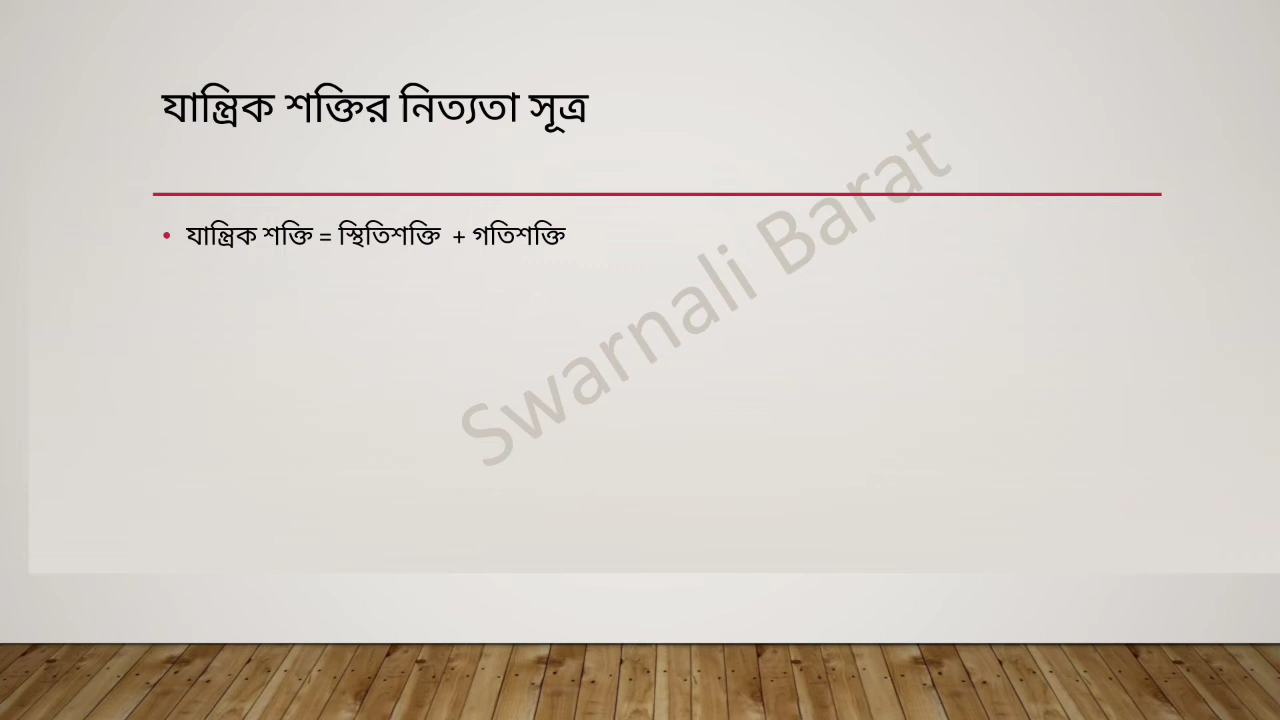 যান্ত্রিক শক্তির নিত্যতা সূত্র
• যান্ত্রিক শক্তি = স্থিতিশক্তি + গতিশক্তি
Swarnali Barat